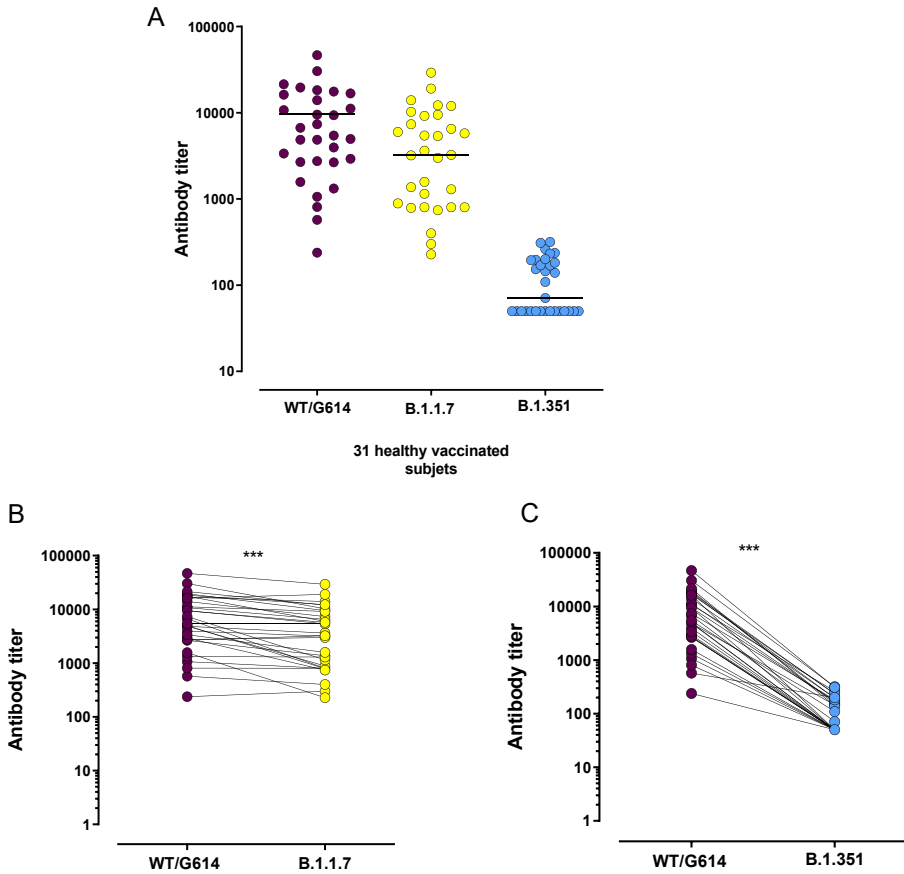 A
100000
10000
1000
100
10
Antibody titer
WT/G614
B.1.1.7
B.1.351
31 healthy vaccinated
subjets
B
***
100000
10000
1000
100
10
1
Antibody titer
WT/G614
B.1.1.7
C
***
100000
10000
1000
100
10
1
Antibody titer
WT/G614
B.1.351